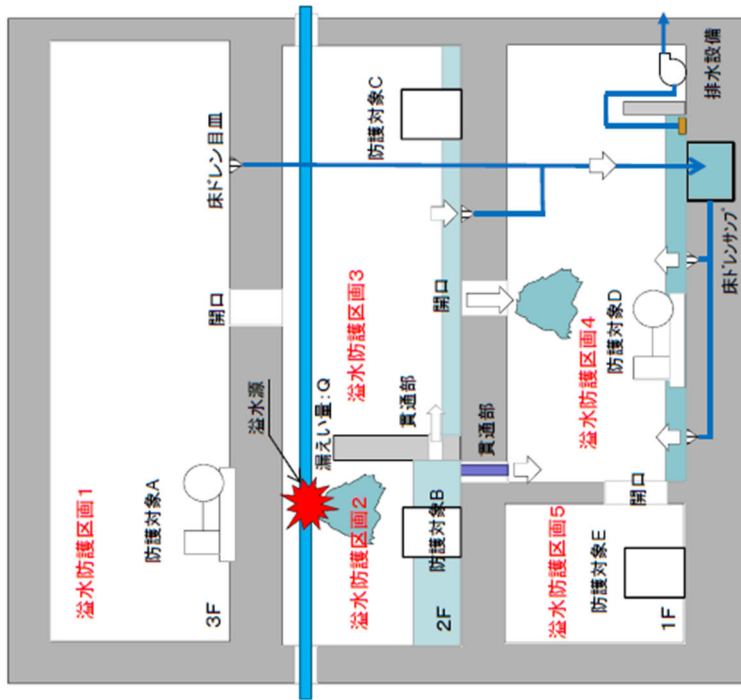 溢水防護区画1
防護対象A
3F
開口
床ドレン目皿
溢水源
漏えい量:Q
溢水防護区画2
防護対象B
2F
貫通部
貫通部
溢水防護区画3
開口
防護対象C
溢水防護区画4
防護対象D
溢水防護区画5
防護対象E
1F
開口
床ドレンサンプ
排水設備